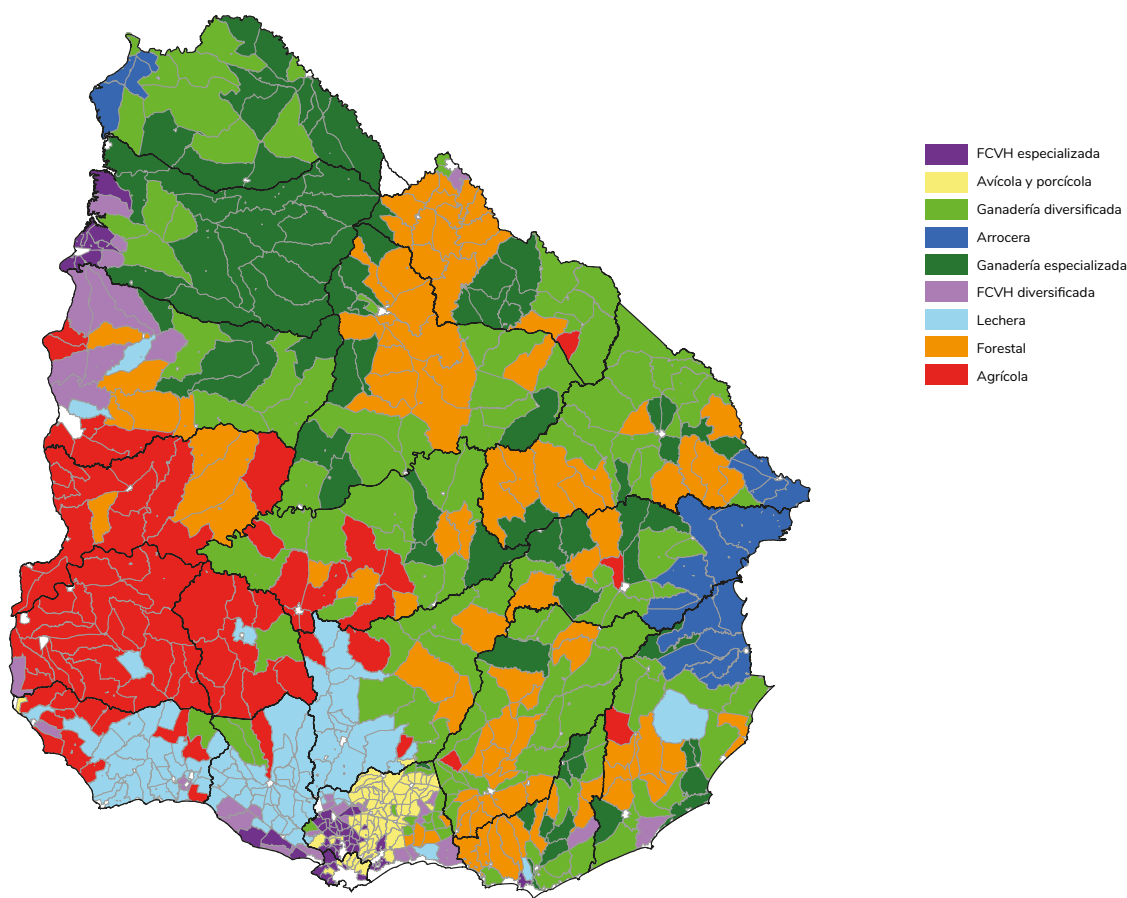 FCVH especializada
Avícola y porcícola
Ganadería diversificada
Arrocera
Ganadería especializada
FCVH diversificada
Lechera
Forestal
Agrícola